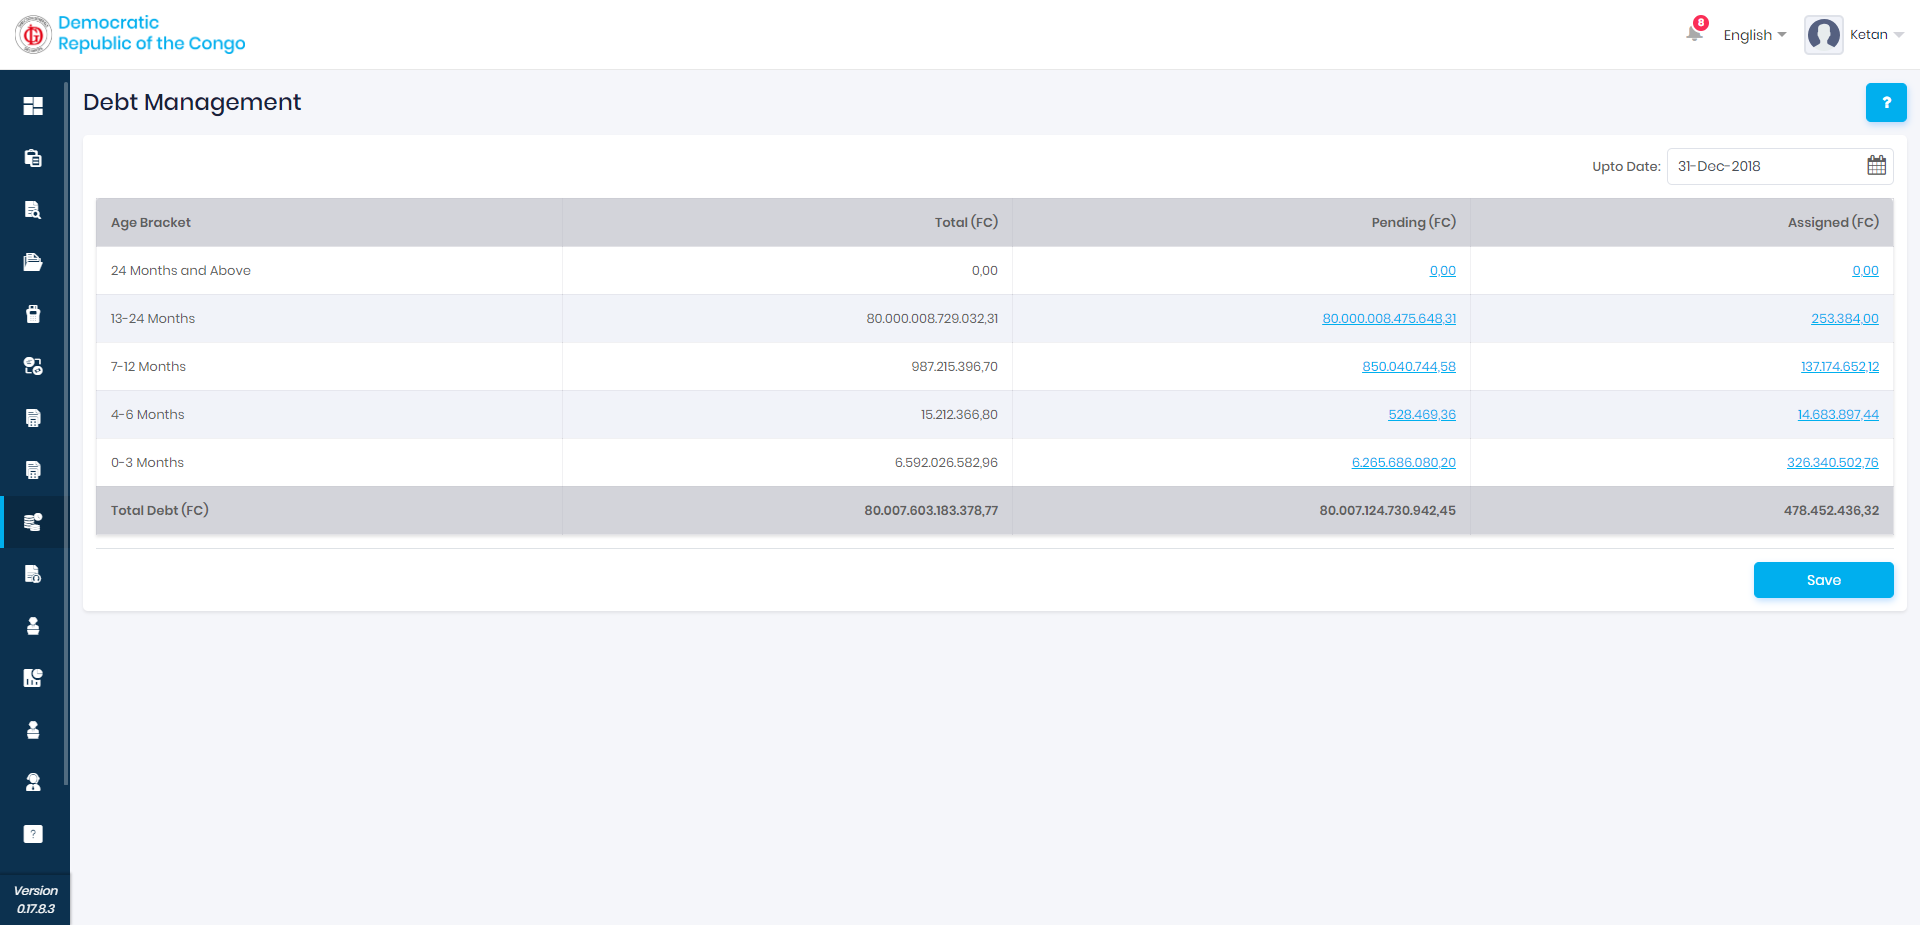 Democratic
Republic of the Congo
8
English
Ketan
Debt Management
?
Upto Date: 31-Dec-2018
Age Bracket Total (FC) Pending (FC) Assigned (FC)
24 Months and Above 0,00 0,00 0,00
13-24 Months 80.000.008.729.032,31 80.000.008.475.648,31 253.384,00
7-12 Months 987.215.396,70 850.040.744,58 137.174.652,12
4-6 Months 15.212.366,80 528.469,36 14.683.897,44
0-3 Months 6.592.026.582,96 6.265.686.080,20 326.340.502,76
Total Debt (FC) 80.007.603.183.378,77 80.007.124.730.942,45 478.452.436,32
Save
?
Version
0.17.8.3